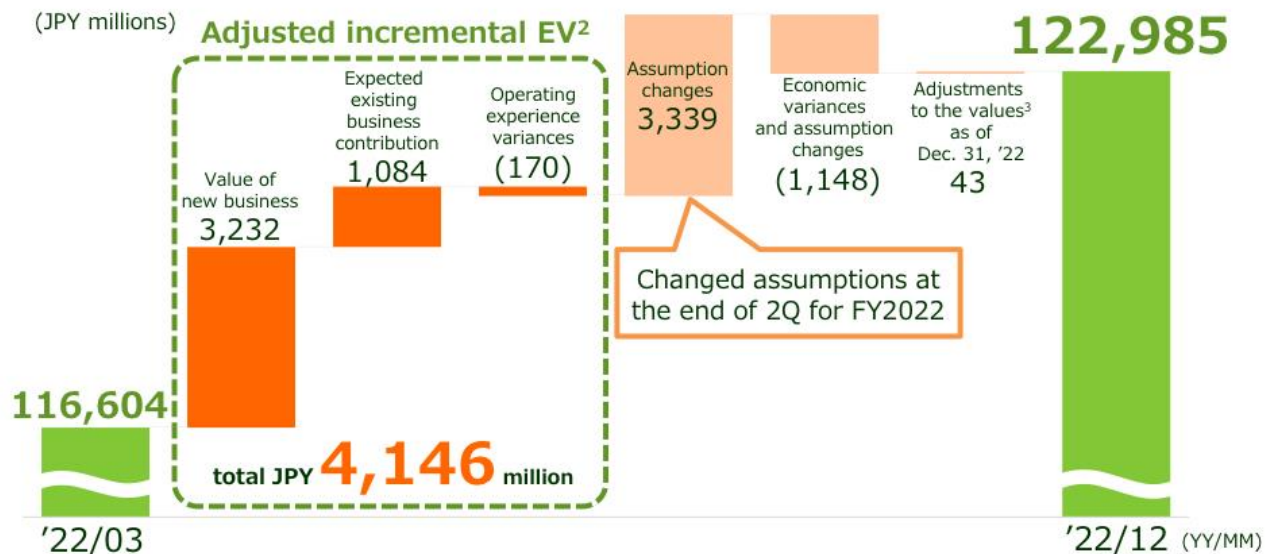 (JPY millions)
Adjusted incremental EV²
122,985
Expected
existing
business
contribution
1,084
Operating
experience
variances
(170)
Assumption
changes
3,339
Economic
variances
and assumption
changes
(1,148)
Adjustments
to the values³
as of
Dec. 31, '22
43
Value of
new business
3,232
Changed assumptions at
the end of 2Q for FY2022
116,604
total JPY 4,146 million
'22/03
'22/12 (YY/MM)